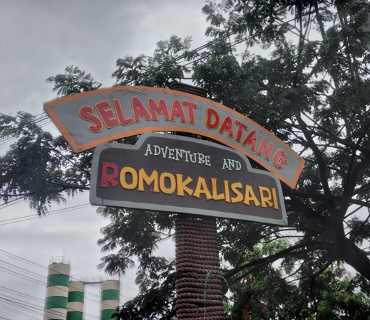 SELAMAT DATANG
ADVENTURE AND
ROMOKALISARI